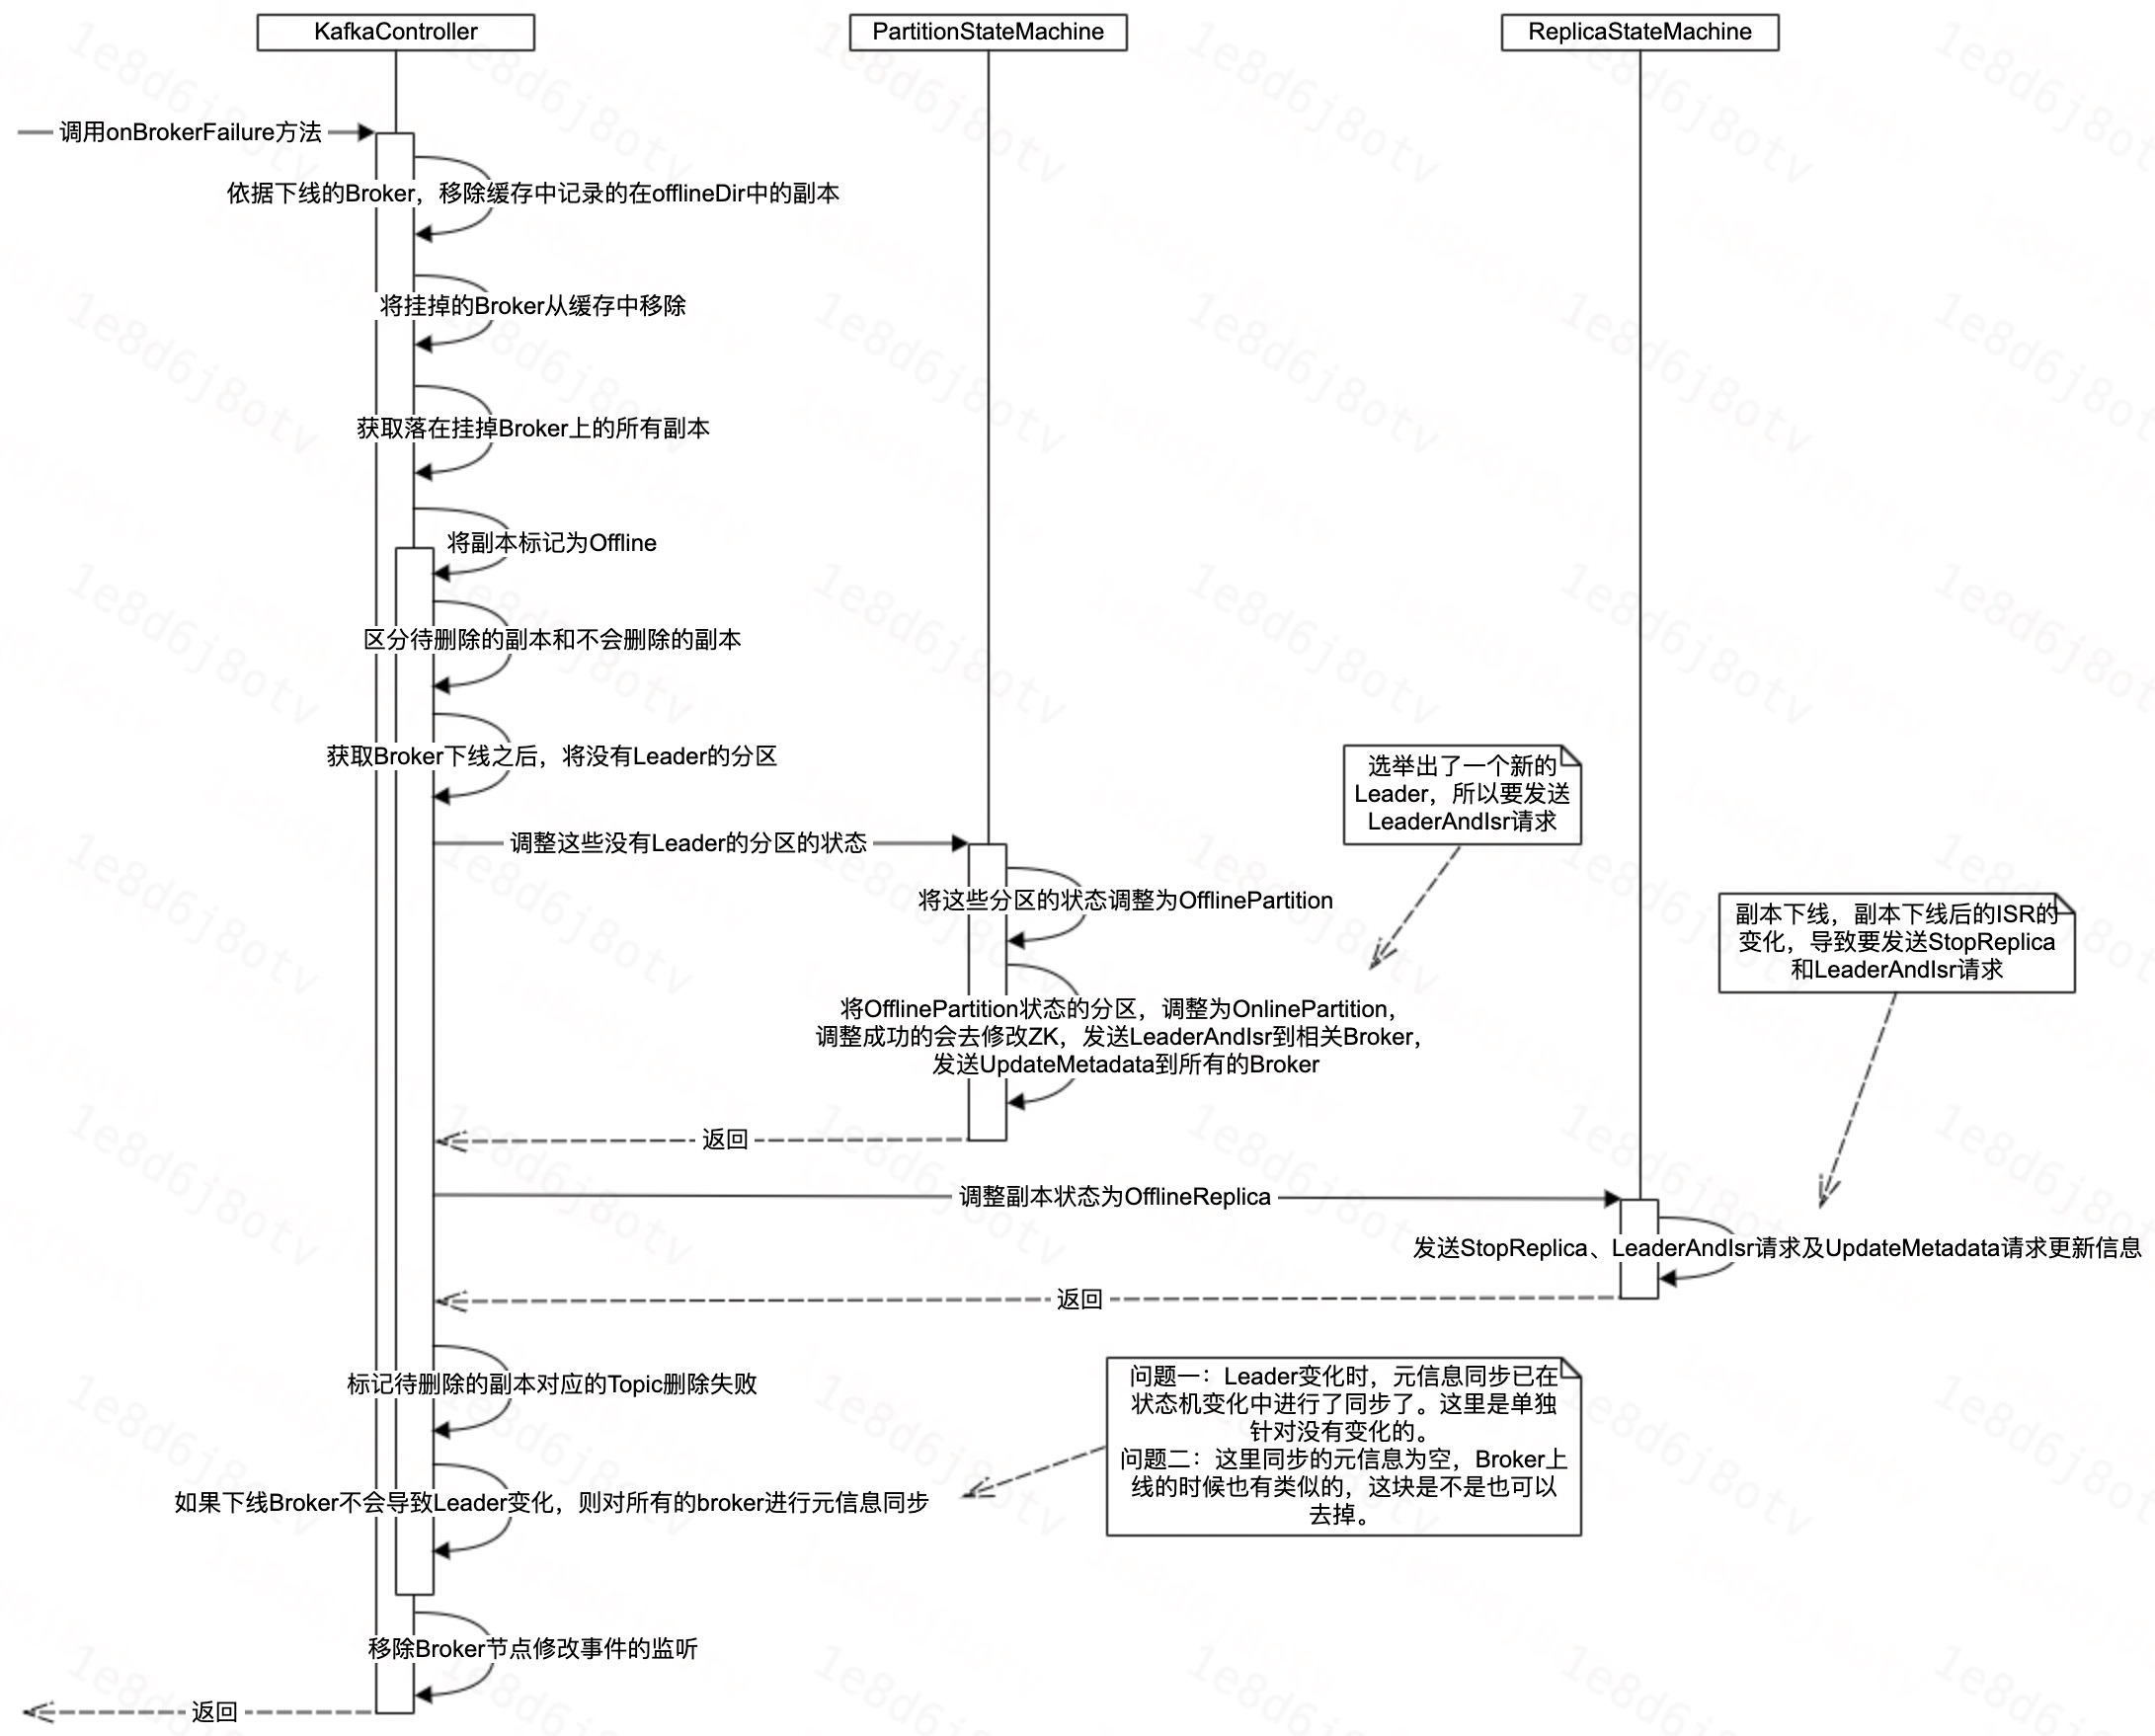 KafkaController
PartitionStateMachine
ReplicaStateMachine
调用onBrokerFailure方法
依据下线的Broker，移除缓存中记录的在offlineDir中的副本
将挂掉的Broker从缓存中移除
获取落在挂掉Broker上的所有副本
将副本标记为Offline
区分待删除的副本和不会删除的副本
获取Broker下线之后，将没有Leader的分区
选举出了一个新的
Leader，所以要发送
LeaderAndIsr请求
调整这些没有Leader的分区的状态
将这些分区的状态调整为OfflinePartition
副本下线，副本下线后的ISR的
变化，导致要发送StopReplica
和LeaderAndIsr请求
将OfflinePartition状态的分区，调整为OnlinePartition，
调整成功的会去修改ZK，发送LeaderAndIsr到相关Broker，
发送UpdateMetadata到所有的Broker
返回
调整副本状态为OfflineReplica
发送StopReplica、LeaderAndIsr请求及UpdateMetadata请求更新信息
返回
标记待删除的副本对应的Topic删除失败
问题一：Leader变化时，元信息同步已在
状态机变化中进行了同步了。这里是单独
针对没有变化的。
问题二：这里同步的元信息为空，Broker上
线的时候也有类似的，这块是不是也可以
去掉。
如果下线Broker不会导致Leader变化，则对所有的broker进行元信息同步
移除Broker节点修改事件的监听
返回
1e8d6j8otv